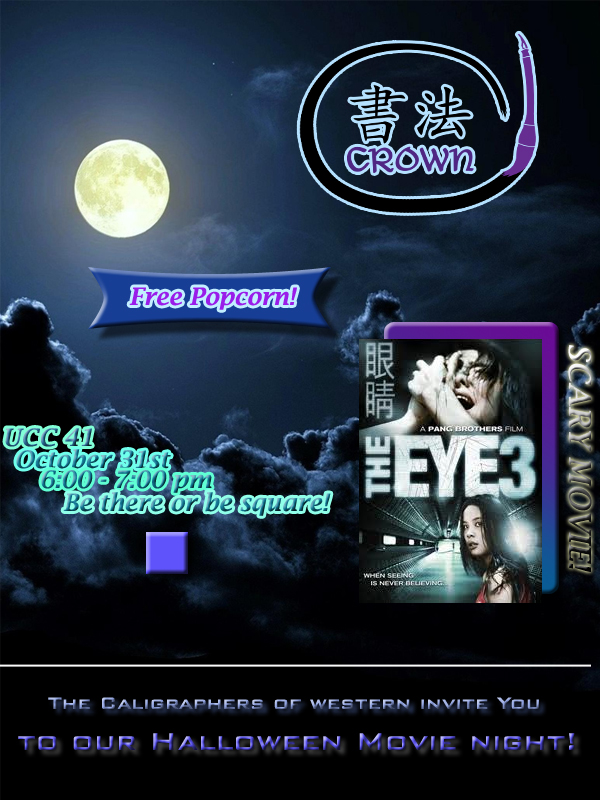 書法
CROWN
Free Popcorn!
眼
睛
A PANG BROTHERS FILM
THE EYE3
WHEN SEEING
IS NEVER BELIEVING...
SCARY MOVIE!
UCC 41
October 31st
6:00 - 7:00 pm
Be there or be square!
The Caligraphers of western invite You
to our Halloween Movie night!